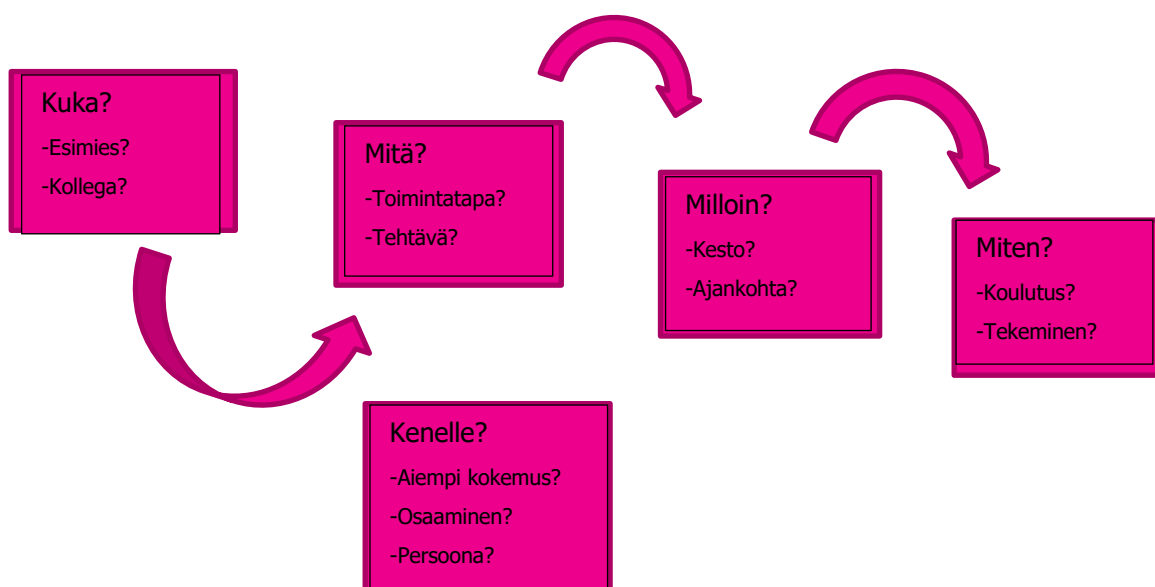 Kuka?
-Esimies?
-Kollega?
Mitä?
-Toimintatapa?
-Tehtävä?
Milloin?
-Kesto?
-Ajankohta?
Miten?
-Koulutus?
-Tekeminen?
Kenelle?
-Aiempi kokemus?
-Osaaminen?
-Persoona?